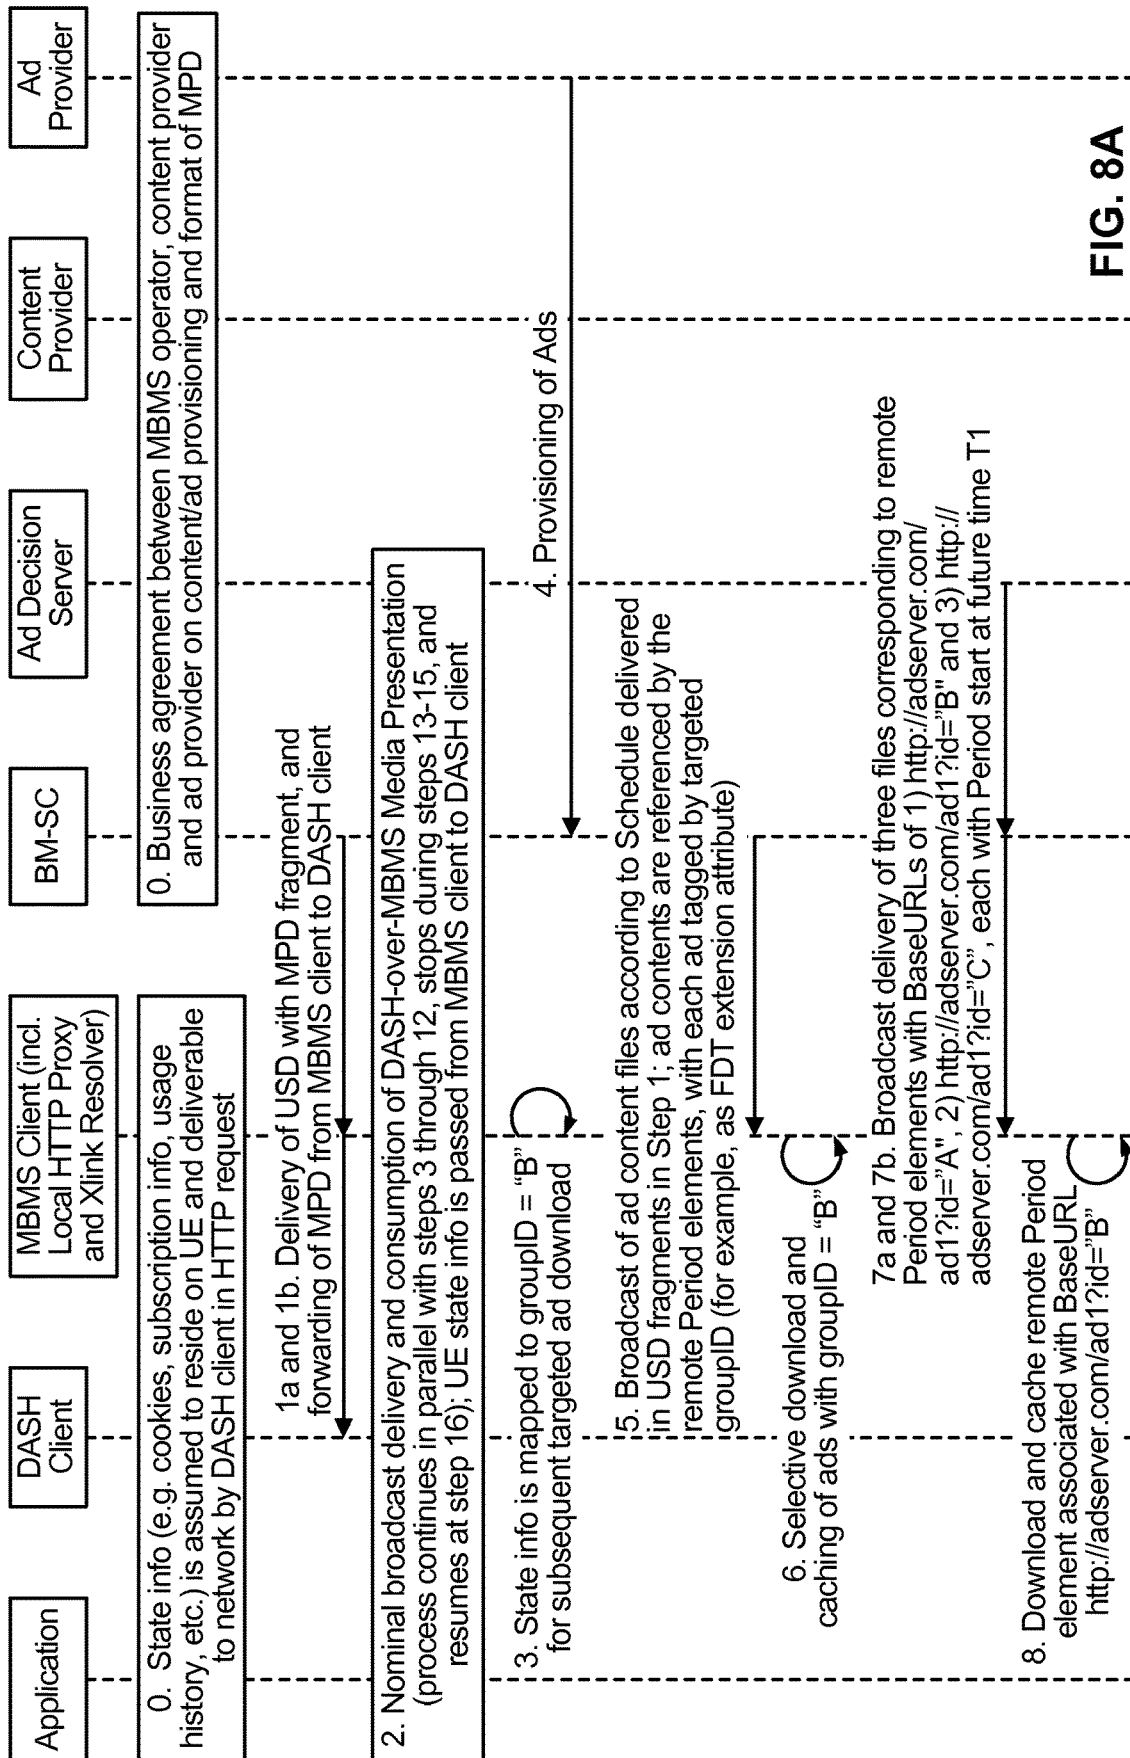 Application
DASH
Client
MBMS Client (incl.
Local HTTP Proxy
and Xlink Resolver)
BM-SC
Ad Decision
Server
Content
Provider
Ad
Provider
0. State info (e.g. cookies, subscription info, usage
history, etc.) is assumed to reside on UE and deliverable
to network by DASH client in HTTP request
0. Business agreement between MBMS operator, content provider
and ad provider on content/ad provisioning and format of MPD
1a and 1b. Delivery of USD with MPD fragment, and
forwarding of MPD from MBMS client to DASH client
2. Nominal broadcast delivery and consumption of DASH-over-MBMS Media Presentation
(process continues in parallel with steps 3 through 12, stops during steps 13-15, and
resumes at step 16); UE state info is passed from MBMS client to DASH client
3. State info is mapped to groupID = “B”
for subsequent targeted ad download
4. Provisioning of Ads
5. Broadcast of ad content files according to Schedule delivered
in USD fragments in Step 1; ad contents are referenced by the
remote Period elements, with each ad tagged by targeted
groupID (for example, as FDT extension attribute)
6. Selective download and
caching of ads with groupID = “B”
7a and 7b. Broadcast delivery of three files corresponding to remote
Period elements with BaseURLs of 1) http://adserver.com/
ad1?id=”A", 2) http://adserver.com/ad1?id=”B" and 3) http://
adserver.com/ad1?id=”C”, each with Period start at future time T1
8. Download and cache remote Period
element associated with BaseURL
http://adserver.com/ad1?id=”B”
FIG. 8A